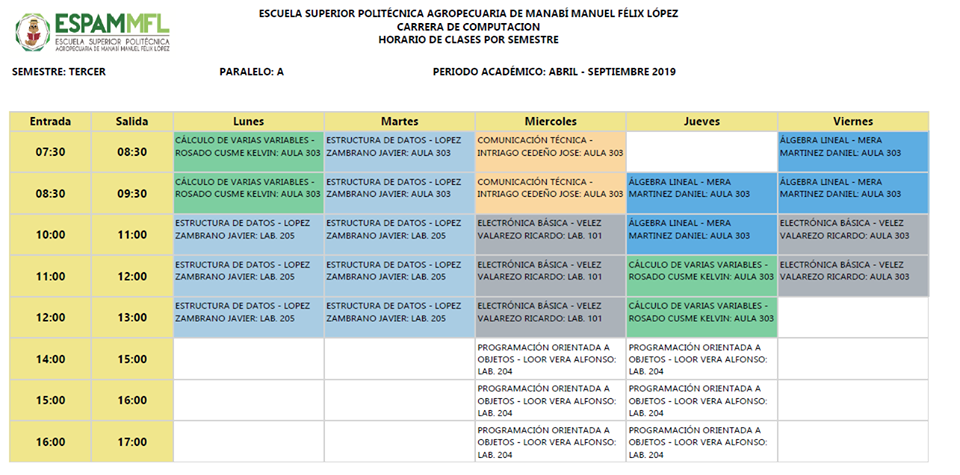 ESPAMMFL
ESCUELA SUPERIOR POLITÉCNICA
AGROPECUARIA DE MANABÍ MANUEL FÉLIX LÓPEZ
ESCUELA SUPERIOR POLITÉCNICA AGROPECUARIA DE MANABÍ MANUEL FÉLIX LÓPEZ
CARRERA DE COMPUTACION
HORARIO DE CLASES POR SEMESTRE
SEMESTRE: TERCER PARALELO: A PERIODO ACADÉMICO: ABRIL - SEPTIEMBRE 2019
Entrada Salida Lunes Martes Miercoles Jueves Viernes
07:30 08:30
CÁLCULO DE VARIAS VARIABLES -
ROSADO CUSME KELVIN: AULA 303
ESTRUCTURA DE DATOS - LOPEZ
ZAMBRANO JAVIER: AULA 303
COMUNICACIÓN TÉCNICA -
INTRIAGO CEDEÑO JOSE: AULA 303
ÁLGEBRA LINEAL - MERA
MARTINEZ DANIEL: AULA 303
08:30 09:30
CÁLCULO DE VARIAS VARIABLES -
ROSADO CUSME KELVIN: AULA 303
ESTRUCTURA DE DATOS - LOPEZ
ZAMBRANO JAVIER: AULA 303
COMUNICACIÓN TÉCNICA -
INTRIAGO CEDEÑO JOSE: AULA 303
ÁLGEBRA LINEAL - MERA
MARTINEZ DANIEL: AULA 303
ÁLGEBRA LINEAL - MERA
MARTINEZ DANIEL: AULA 303
10:00 11:00
ESTRUCTURA DE DATOS - LOPEZ
ZAMBRANO JAVIER: LAB. 205
ESTRUCTURA DE DATOS - LOPEZ
ZAMBRANO JAVIER: LAB. 205
ELECTRÓNICA BÁSICA - VELEZ
VALAREZO RICARDO: LAB. 101
ÁLGEBRA LINEAL - MERA
MARTINEZ DANIEL: AULA 303
ELECTRÓNICA BÁSICA - VELEZ
VALAREZO RICARDO: AULA 303
11:00 12:00
ESTRUCTURA DE DATOS - LOPEZ
ZAMBRANO JAVIER: LAB. 205
ESTRUCTURA DE DATOS - LOPEZ
ZAMBRANO JAVIER: LAB. 205
ELECTRÓNICA BÁSICA - VELEZ
VALAREZO RICARDO: LAB. 101
CÁLCULO DE VARIAS VARIABLES -
ROSADO CUSME KELVIN: AULA 303
ELECTRÓNICA BÁSICA - VELEZ
VALAREZO RICARDO: AULA 303
12:00 13:00
ESTRUCTURA DE DATOS - LOPEZ
ZAMBRANO JAVIER: LAB. 205
ESTRUCTURA DE DATOS - LOPEZ
ZAMBRANO JAVIER: LAB. 205
ELECTRÓNICA BÁSICA - VELEZ
VALAREZO RICARDO: LAB. 101
CÁLCULO DE VARIAS VARIABLES -
ROSADO CUSME KELVIN: AULA 303
14:00 15:00
PROGRAMACIÓN ORIENTADA A
OBJETOS - LOOR VERA ALFONSO:
LAB. 204
PROGRAMACIÓN ORIENTADA A
OBJETOS - LOOR VERA ALFONSO:
LAB. 204
15:00 16:00
PROGRAMACIÓN ORIENTADA A
OBJETOS - LOOR VERA ALFONSO:
LAB. 204
PROGRAMACIÓN ORIENTADA A
OBJETOS - LOOR VERA ALFONSO:
LAB. 204
16:00 17:00
PROGRAMACIÓN ORIENTADA A
OBJETOS - LOOR VERA ALFONSO:
LAB. 204
PROGRAMACIÓN ORIENTADA A
OBJETOS - LOOR VERA ALFONSO:
LAB. 204